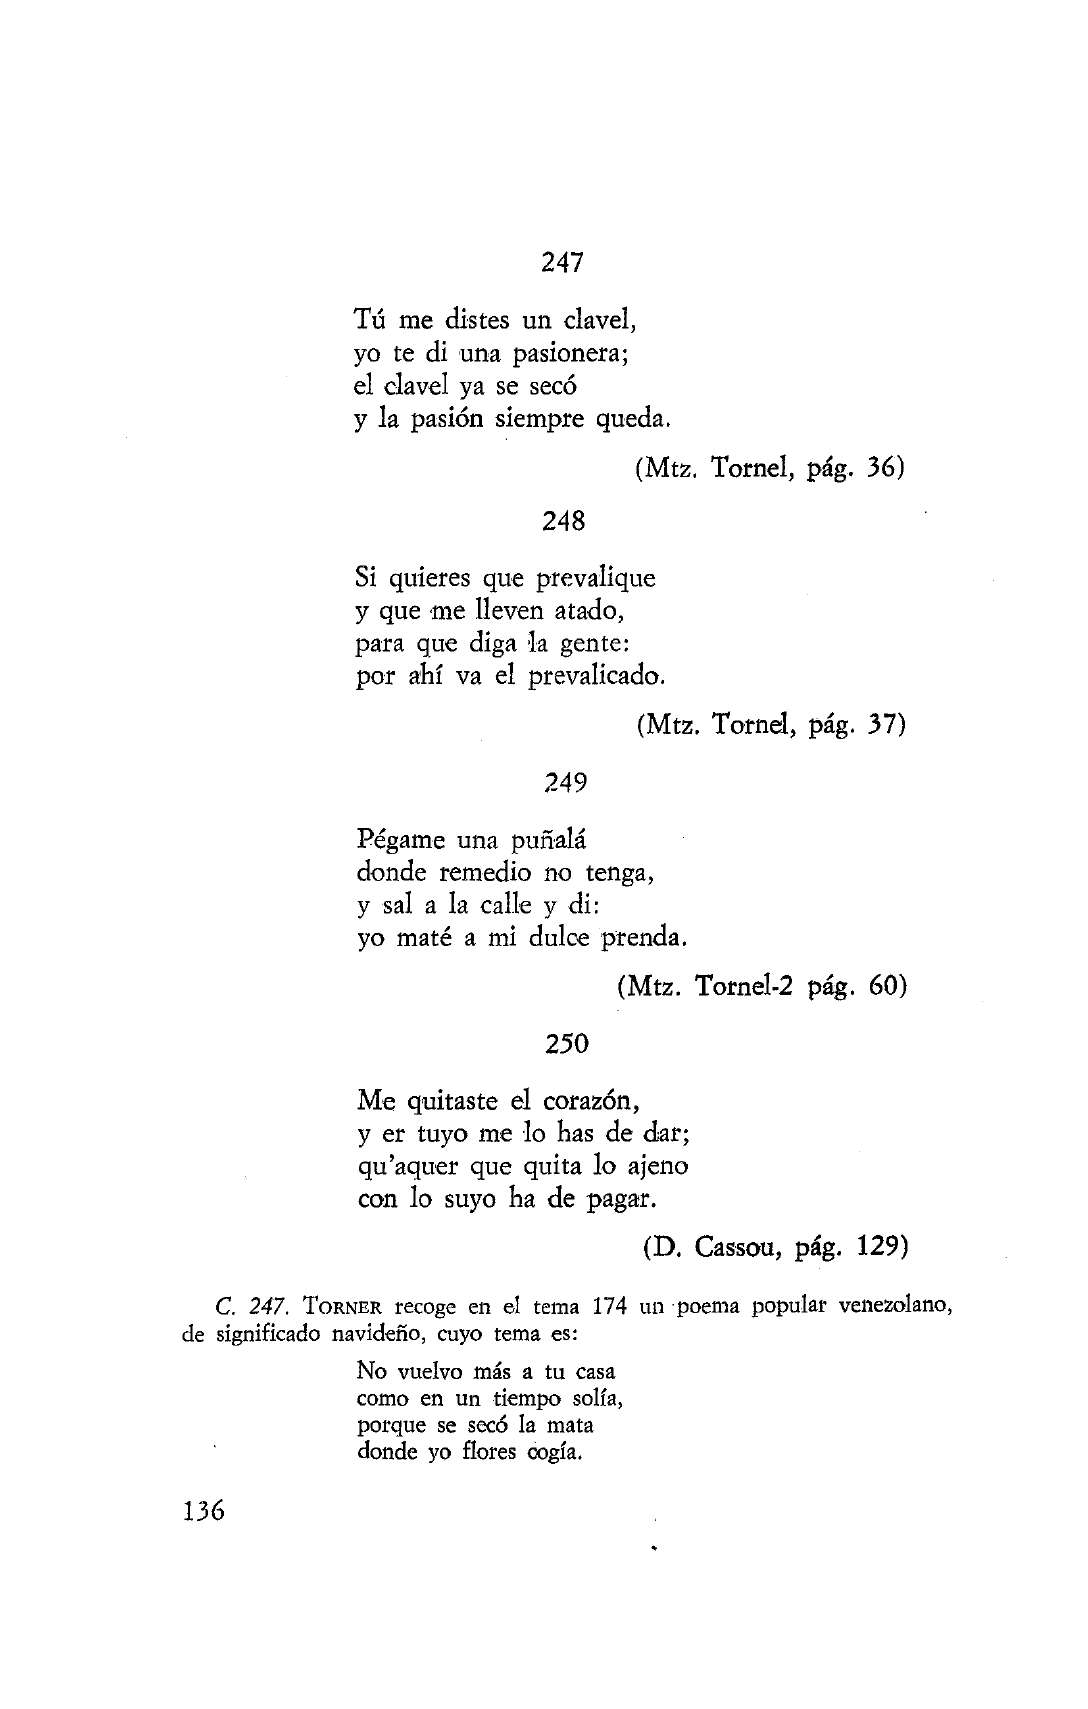 247
Tú me distes un clavel,
yo te di una pasionera;
el clavel ya se secó
y la pasión siempre queda.
(Mtz. Tornel, pág. 36)
248
Si quieres que prevalique
y que me lleven atado,
para que diga la gente:
por ahí va el prevalicado.
(Mtz. Tornel, pág. 37)
249
Pégame una puñalá
donde remedio no tenga,
y sal a la calle y di:
yo maté a mi dulce prenda.
(Mtz. Tornel-2 pág. 60)
250
Me quitaste el corazón,
y er tuyo me lo has de dar;
qu'aquer que quita lo ajeno
con lo suyo ha de pagar.
(D. Cassou, pág. 129)
C. 247. TORNER recoge en el tema 174 un poema popular venezolano,
de significado navideño, cuyo tema es:
No vuelvo más a tu casa
como en un tiempo solía,
porque se secó la mata
donde yo flores cogía.
136